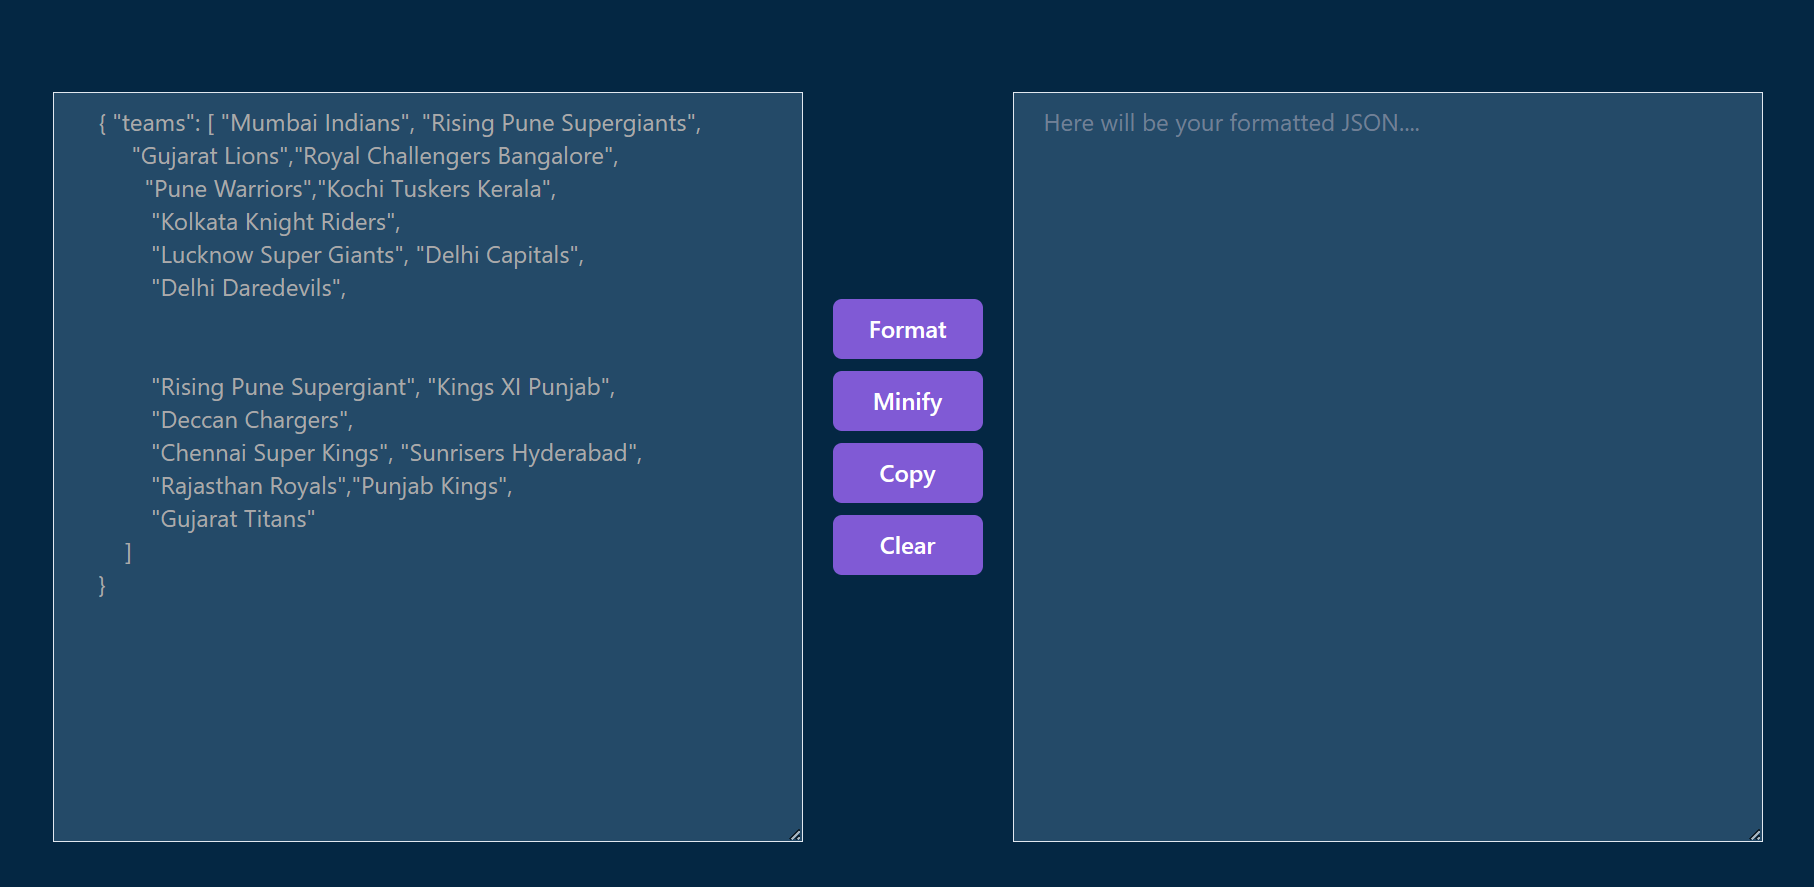 { "teams": [ "Mumbai Indians", "Rising Pune Supergiants",
"Gujarat Lions","Royal Challengers Bangalore",
"Pune Warriors","Kochi Tuskers Kerala",
"Kolkata Knight Riders",
"Lucknow Super Giants", "Delhi Capitals",
"Delhi Daredevils",
"Rising Pune Supergiant", "Kings XI Punjab",
"Deccan Chargers",
"Chennai Super Kings", "Sunrisers Hyderabad",
"Rajasthan Royals","Punjab Kings",
"Gujarat Titans"
]
}
Format
Minify
Copy
Clear
Here will be your formatted JSON....